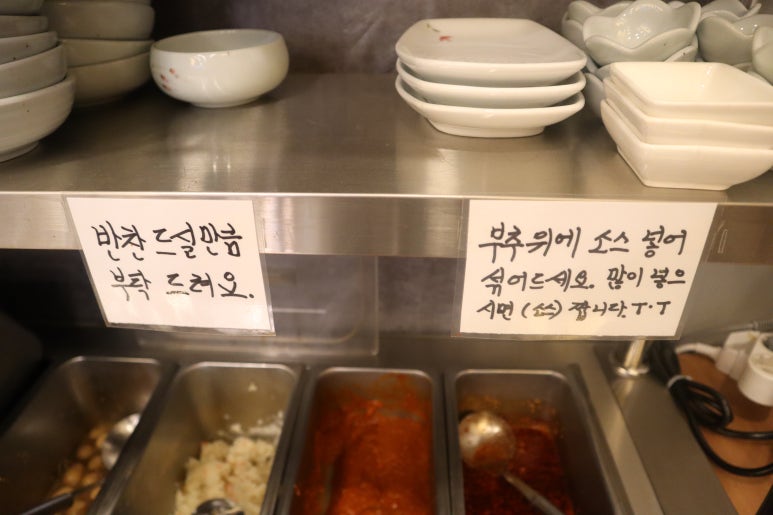 반찬 드실만큼
부탁 드려요.
부추위에 소스 넣어
섞어드세요. 많이 넣으
시면 (소스) 짭니다. T.T